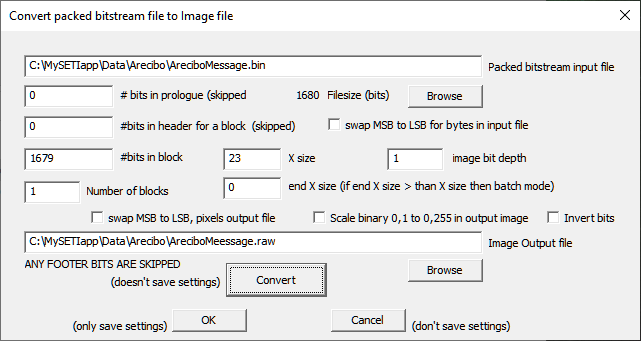 Convert packed bitstream file to Image file
C:\MySETIapp\Data\Arecibo\AreciboMessage.bin Packed bitstream input file
0 # bits in prologue (skipped 1680 Filesize (bits) Browse
0 #bits in header for a block (skipped) swap MSB to LSB for bytes in input file
1679 #bits in block 23 X size 1 image bit depth
1 Number of blocks 0 end X size (if end X size > than X size then batch mode)
swap MSB to LSB, pixels output file Scale binary 0,1 to 0,255 in output image Invert bits
C:\MySETIapp\Data\Arecibo\AreciboMeessage.raw Image Output file
ANY FOOTER BITS ARE SKIPPED Browse
(doesn't save settings) Convert
(only save settings) OK Cancel (don't save settings)